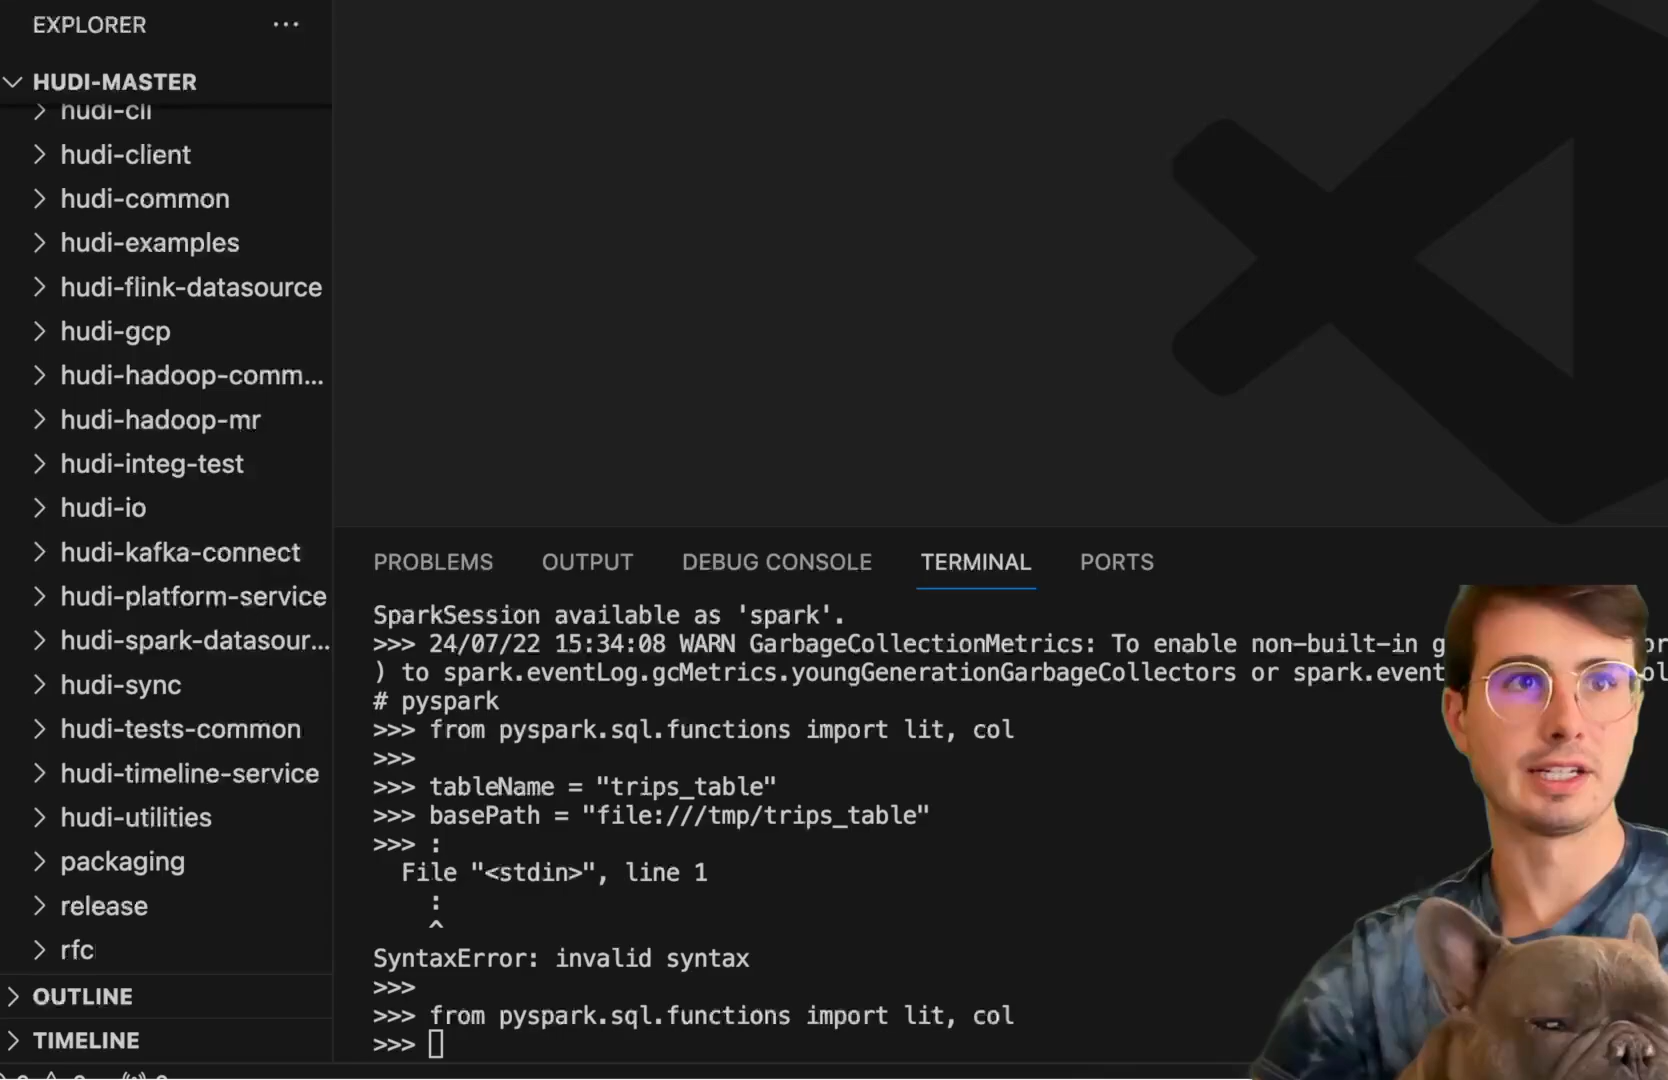 EXPLORER
HUDI-MASTER
hudi-cli
hudi-client
hudi-common
hudi-examples
hudi-flink-datasource
hudi-gcp
hudi-hadoop-comm...
hudi-hadoop-mr
hudi-integ-test
hudi-io
hudi-kafka-connect
hudi-platform-service
hudi-spark-datasour...
hudi-sync
hudi-tests-common
hudi-timeline-service
hudi-utilities
packaging
release
rfc
OUTLINE
TIMELINE
PROBLEMS OUTPUT DEBUG CONSOLE TERMINAL PORTS
SparkSession available as 'spark'.
>>> 24/07/22 15:34:08 WARN GarbageCollectionMetrics: To enable non-built-in g
) to spark.eventLog.gcMetrics.youngGenerationGarbageCollectors or spark.event
# pyspark
>>> from pyspark.sql.functions import lit, col
>>>
>>> tableName = "trips_table"
>>> basePath = "file:///tmp/trips_table"
>>> :
File "<stdin>", line 1
:
^
SyntaxError: invalid syntax
>>>
>>> from pyspark.sql.functions import lit, col
>>>